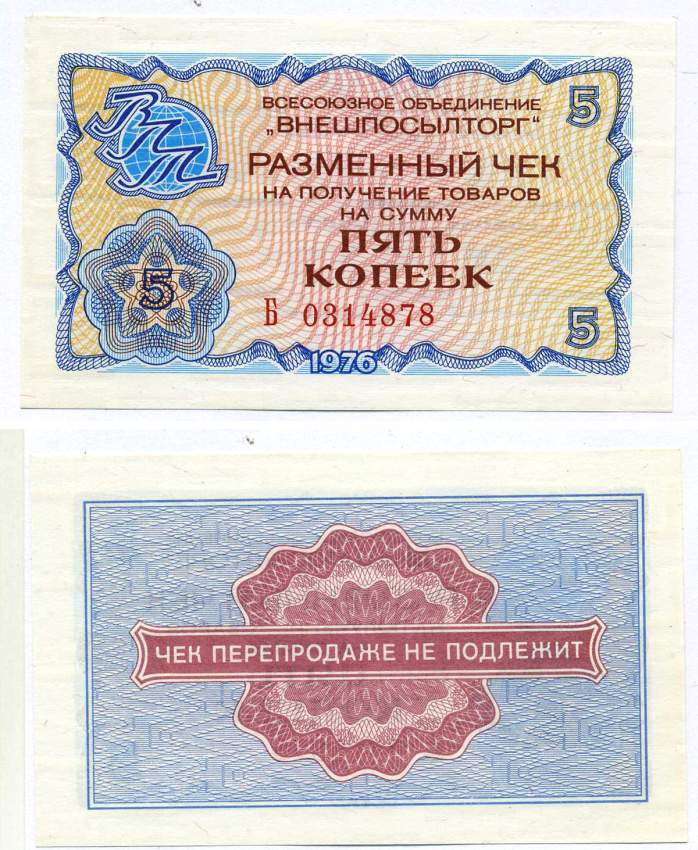 ВПТ
ВСЕСОЮЗНОЕ ОБЪЕДИНЕНИЕ
„ВНЕШПОСЫЛТОРГ“
РАЗМЕННЫЙ ЧЕК
НА ПОЛУЧЕНИЕ ТОВАРОВ
НА СУММУ
ПЯТЬ
КОПЕЕК
Б 0314878
5
5
5
1976
ЧЕК ПЕРЕПРОДАЖЕ НЕ ПОДЛЕЖИТ